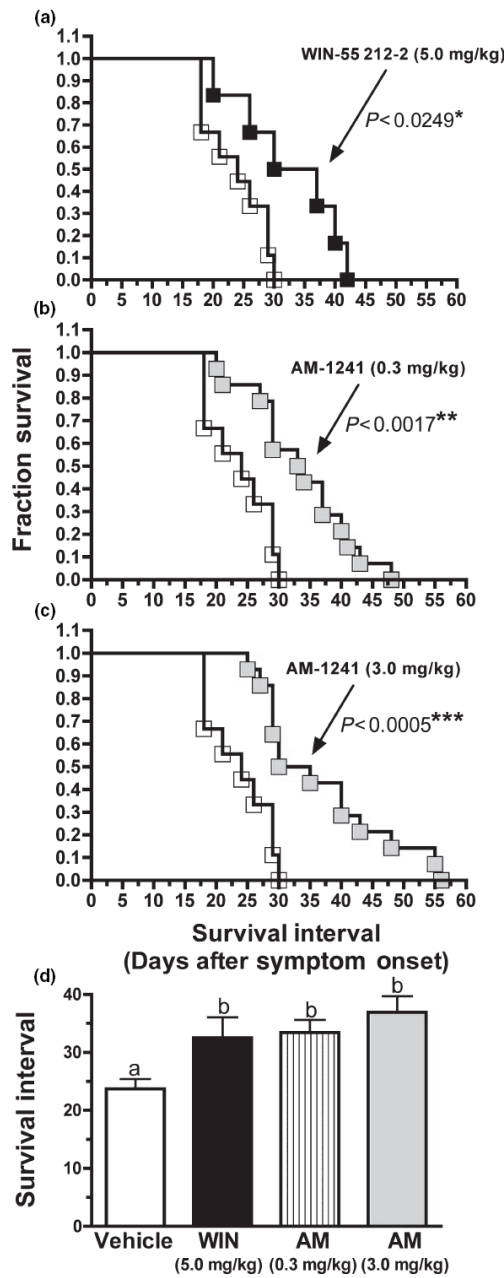 (a)
1.1
1.0
0.9
0.8
0.7
0.6
0.5
0.4
0.3
0.2
0.1
0.0
WIN-55 212-2 (5.0 mg/kg)
P< 0.0249*
0 5 10 15 20 25 30 35 40 45 50 55 60
(b)
1.1
1.0
0.9
0.8
0.7
0.6
0.5
0.4
0.3
0.2
0.1
0.0
AM-1241 (0.3 mg/kg)
P< 0.0017**
0 5 10 15 20 25 30 35 40 45 50 55 60
Fraction survival
(c)
1.1
1.0
0.9
0.8
0.7
0.6
0.5
0.4
0.3
0.2
0.1
0.0
AM-1241 (3.0 mg/kg)
P< 0.0005***
0 5 10 15 20 25 30 35 40 45 50 55 60
Survival interval
(Days after symptom onset)
(d)
40
30
20
10
0
Survival interval
a
b
b
b
Vehicle WIN AM AM
(5.0 mg/kg) (0.3 mg/kg) (3.0 mg/kg)